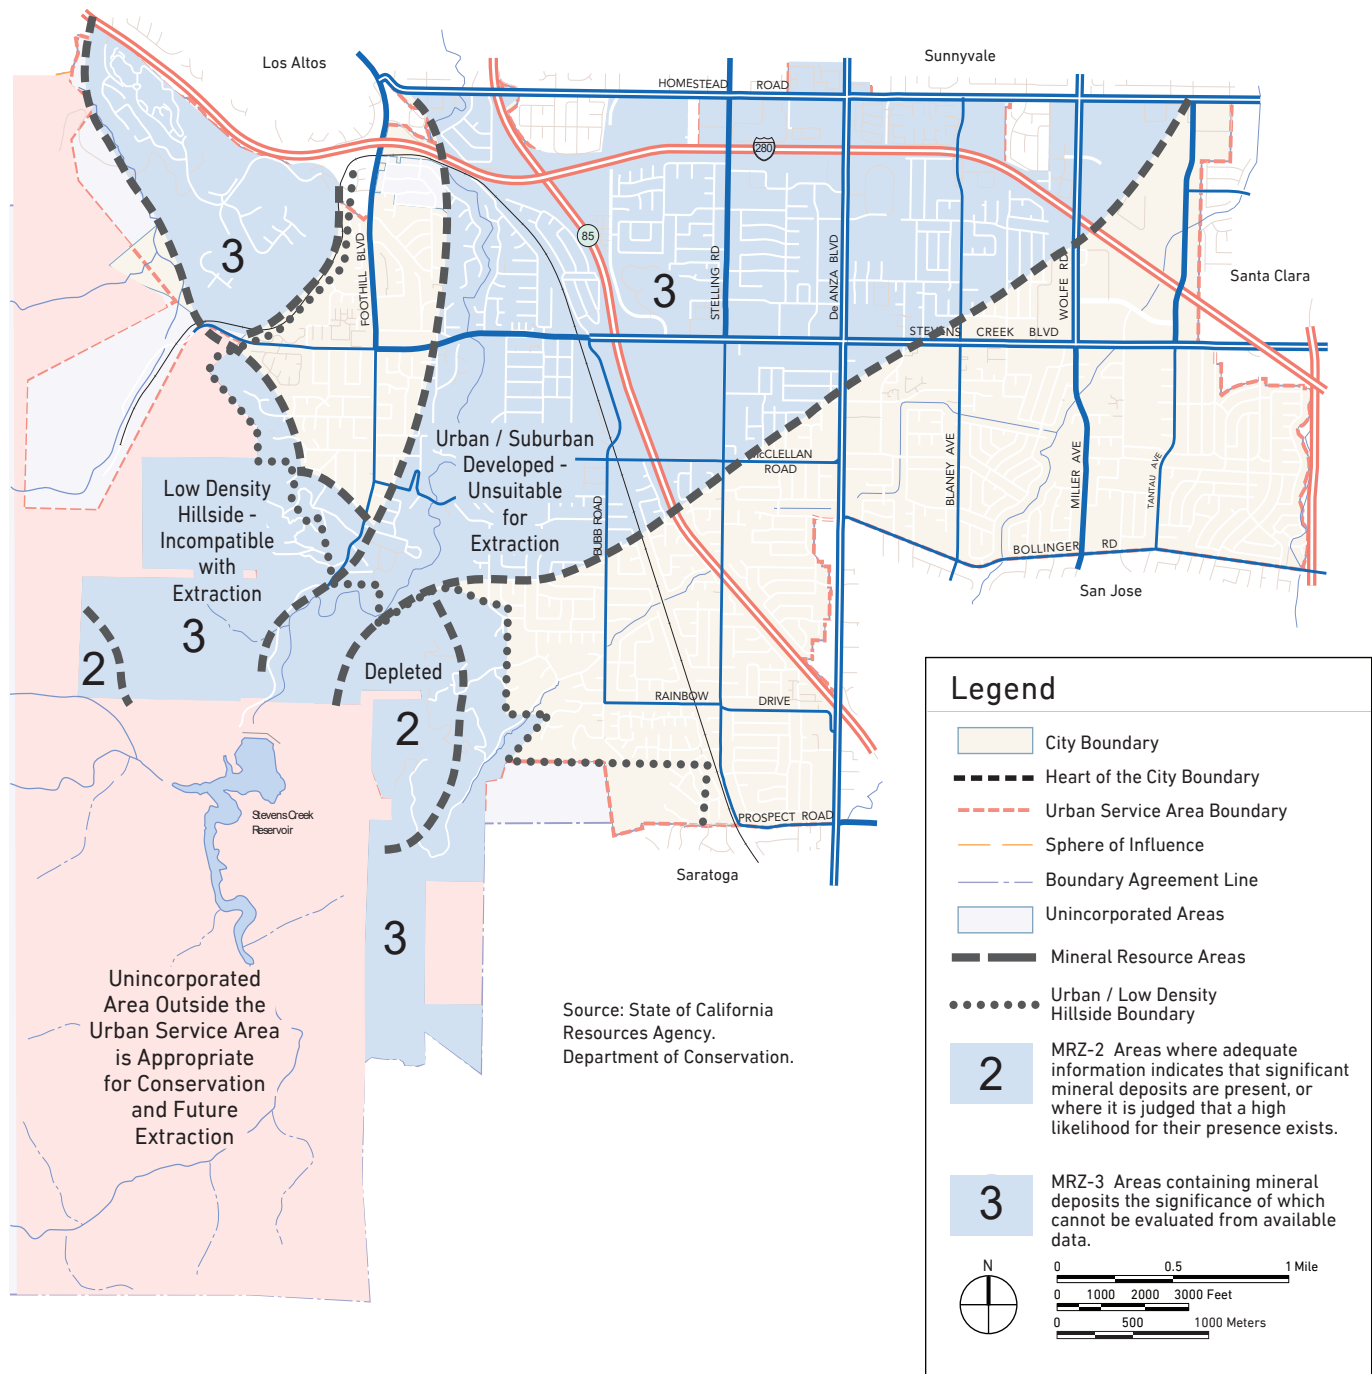 Los Altos
Sunnyvale
HOMESTEAD ROAD
280
85
3
3
FOOTHILL BLVD
STELLING RD
De ANZA BLVD
WOLFE RD
Santa Clara
STEVENS CREEK BLVD
Urban / Suburban
Developed -
Unsuitable
for
Extraction
McCLELLAN
ROAD
BLANEY AVE
MILLER AVE
TANTAU AVE
BUBB ROAD
BOLLINGER RD
San Jose
Low Density
Hillside -
Incompatible
with
Extraction
3
2
Depleted
2
RAINBOW DRIVE
PROSPECT ROAD
Saratoga
Stevens Creek
Reservoir
3
Unincorporated
Area Outside the
Urban Service Area
is Appropriate
for Conservation
and Future
Extraction
Source: State of California
Resources Agency.
Department of Conservation.
Legend
City Boundary
Heart of the City Boundary
Urban Service Area Boundary
Sphere of Influence
Boundary Agreement Line
Unincorporated Areas
Mineral Resource Areas
Urban / Low Density
Hillside Boundary
2
MRZ-2 Areas where adequate
information indicates that significant
mineral deposits are present, or
where it is judged that a high
likelihood for their presence exists.
3
MRZ-3 Areas containing mineral
deposits the significance of which
cannot be evaluated from available
data.
N
0 0.5 1 Mile
0 1000 2000 3000 Feet
0 500 1000 Meters